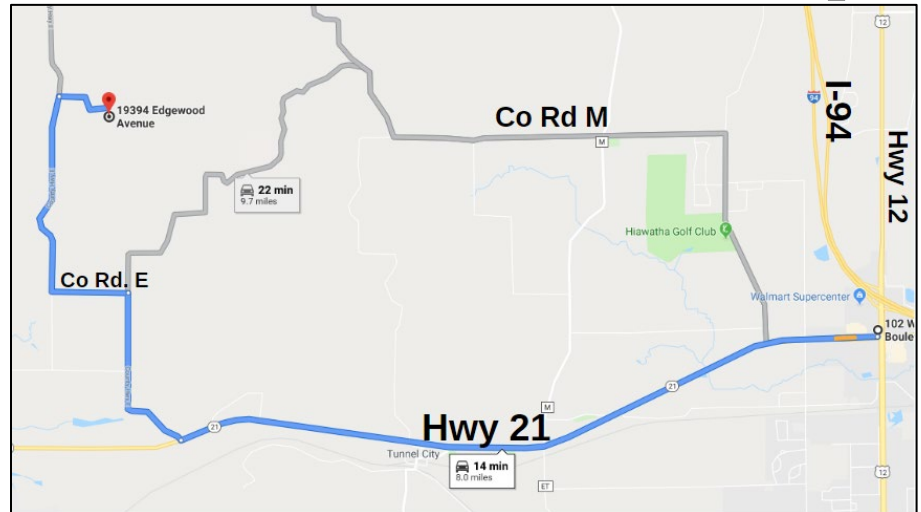 12
I-94
94
19394 Edgewood
Avenue
Co Rd M
M
Hwy 12
22 min
9.7 miles
Hiawatha Golf Club
Co Rd. E
Walmart Supercenter
102 W
Boule
21
21
M
Hwy 21
Tunnel City
14 min
8.0 miles
ET
12